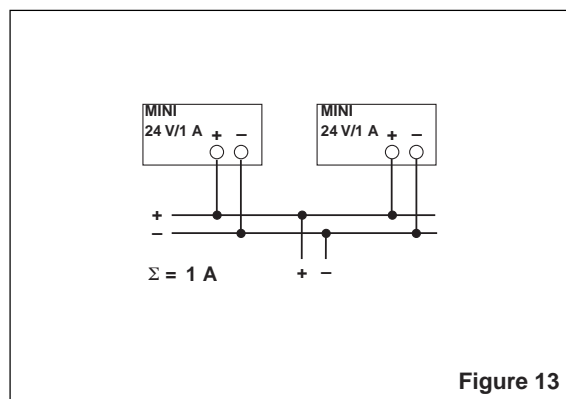 MINI MINI
24 V/1 A + – 24 V/1 A + –
+
–
Σ = 1 A + –
Figure 13